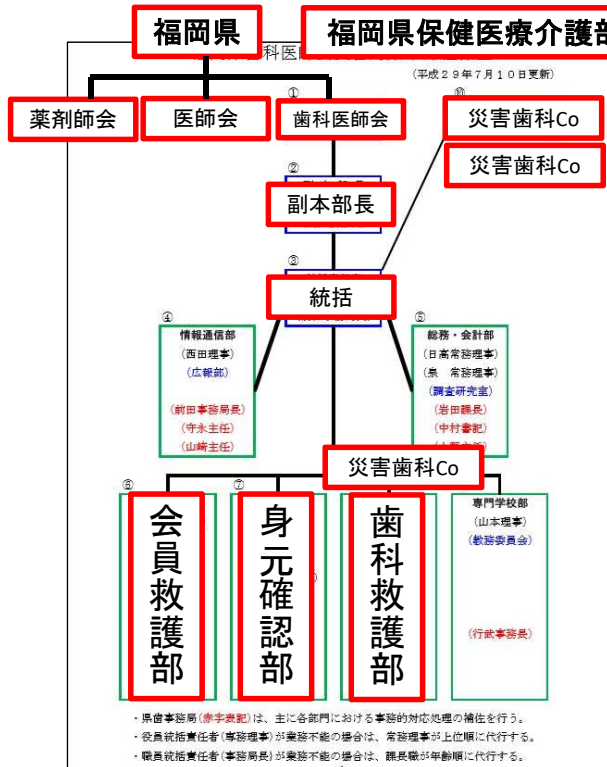 福岡県
福岡県保健医療介護部
(平成29年7月10日更新)
薬剤師会
医師会
①
歯科医師会
⑩
災害歯科Co
災害歯科Co
②
副本部長
③
統括
④
情報通信部
(西田理事)
(広報部)
(前田事務局長)
(守永主任)
(山崎主任)
⑤
総務・会計部
(日高常務理事)
(泉 常務理事)
(調査研究室)
(岩田課長)
(中村書記)
災害歯科Co
⑥
会員救護部
⑦
身元確認部
歯科救護部
専門学校部
(山本理事)
(教務委員会)
(行武事務長)
・県歯事務局(赤字表記)は、主に各部門における事務的対応処理の補佐を行う。
・役員統括責任者(専務理事)が業務不能の場合は、常務理事が上位順に代行する。
・職員統括責任者(事務局長)が業務不能の場合は、課長職が年齢順に代行する。